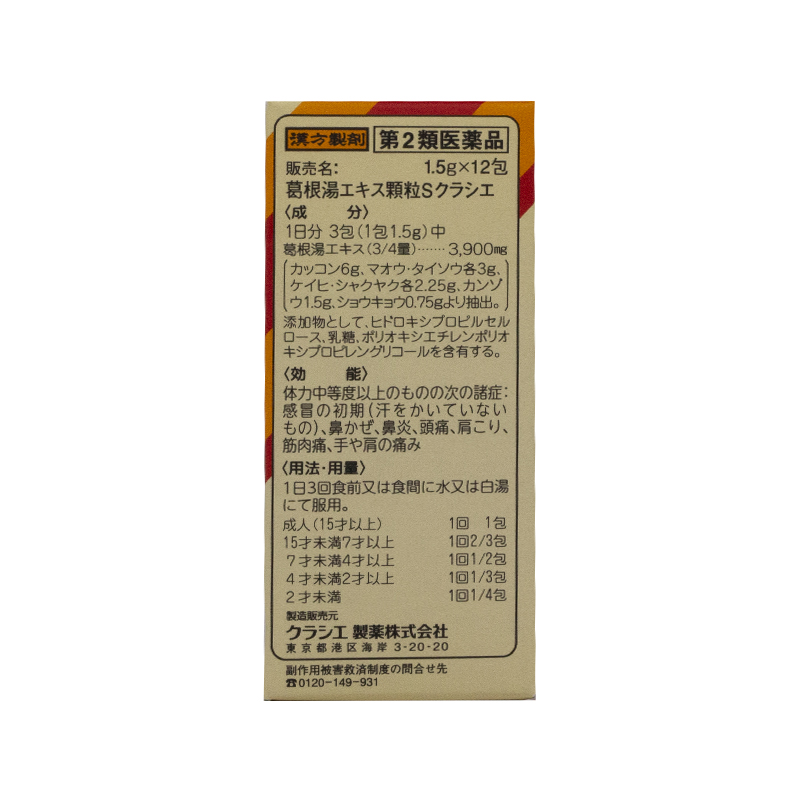 漢方製剤 第2類医薬品
販売名: 1.5g×12包
葛根湯エキス顆粒Sクラシエ
〈成 分〉
1日分 3包(1包1.5g)中
葛根湯エキス(3/4量)……3,900mg
カッコン6g、マオウ・タイソウ各3g、
ケイヒ・シャクヤク各2.25g、カンゾ
ウ1.5g、ショウキョウ0.75gより抽出。
添加物として、ヒドロキシプロピルセル
ロース、乳糖、ポリオキシエチレンポリオ
キシプロピレングリコールを含有する。
〈効 能〉
体力中等度以上のものの次の諸症:
感冒の初期(汗をかいていない
もの)、鼻かぜ、鼻炎、頭痛、肩こり、
筋肉痛、手や肩の痛み
〈用法・用量〉
1日3回食前又は食間に水又は白湯
にて服用。
成人(15才以上) 1回 1包
15才未満7才以上 1回2/3包
7才未満4才以上 1回1/2包
4才未満2才以上 1回1/3包
2才未満 1回1/4包
製造販売元
クラシエ 製薬株式会社
東京都港区海岸 3-20-20
副作用被害救済制度の問合せ先
☎0120-149-931